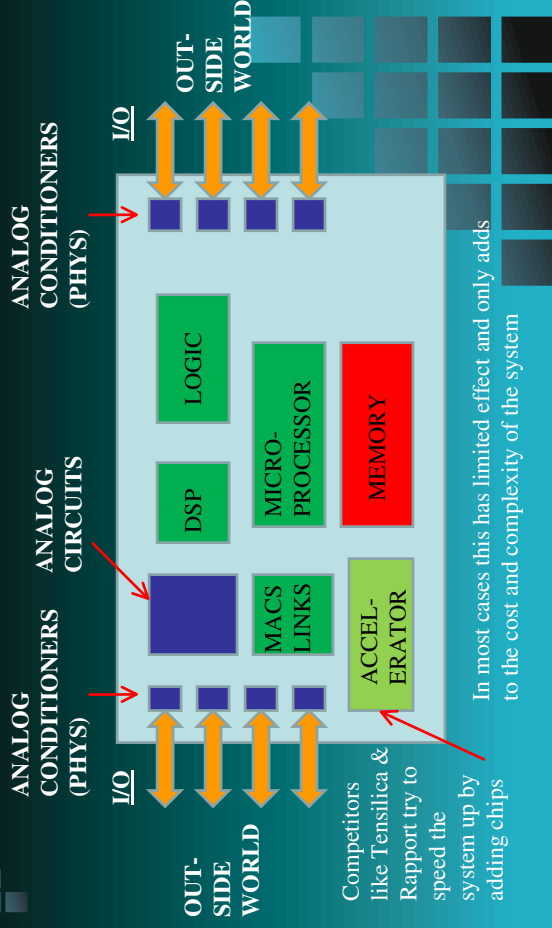 ANALOG
CONDITIONERS
(PHYS)
ANALOG
CIRCUITS
ANALOG
CONDITIONERS
(PHYS)
I/O
I/O
OUT-
SIDE
WORLD
OUT-
SIDE
WORLD
DSP
LOGIC
MACS
LINKS
MICRO-
PROCESSOR
ACCEL-
ERATOR
MEMORY
Competitors
like Tensilica &
Rapport try to
speed the
system up by
adding chips
In most cases this has limited effect and only adds
to the cost and complexity of the system